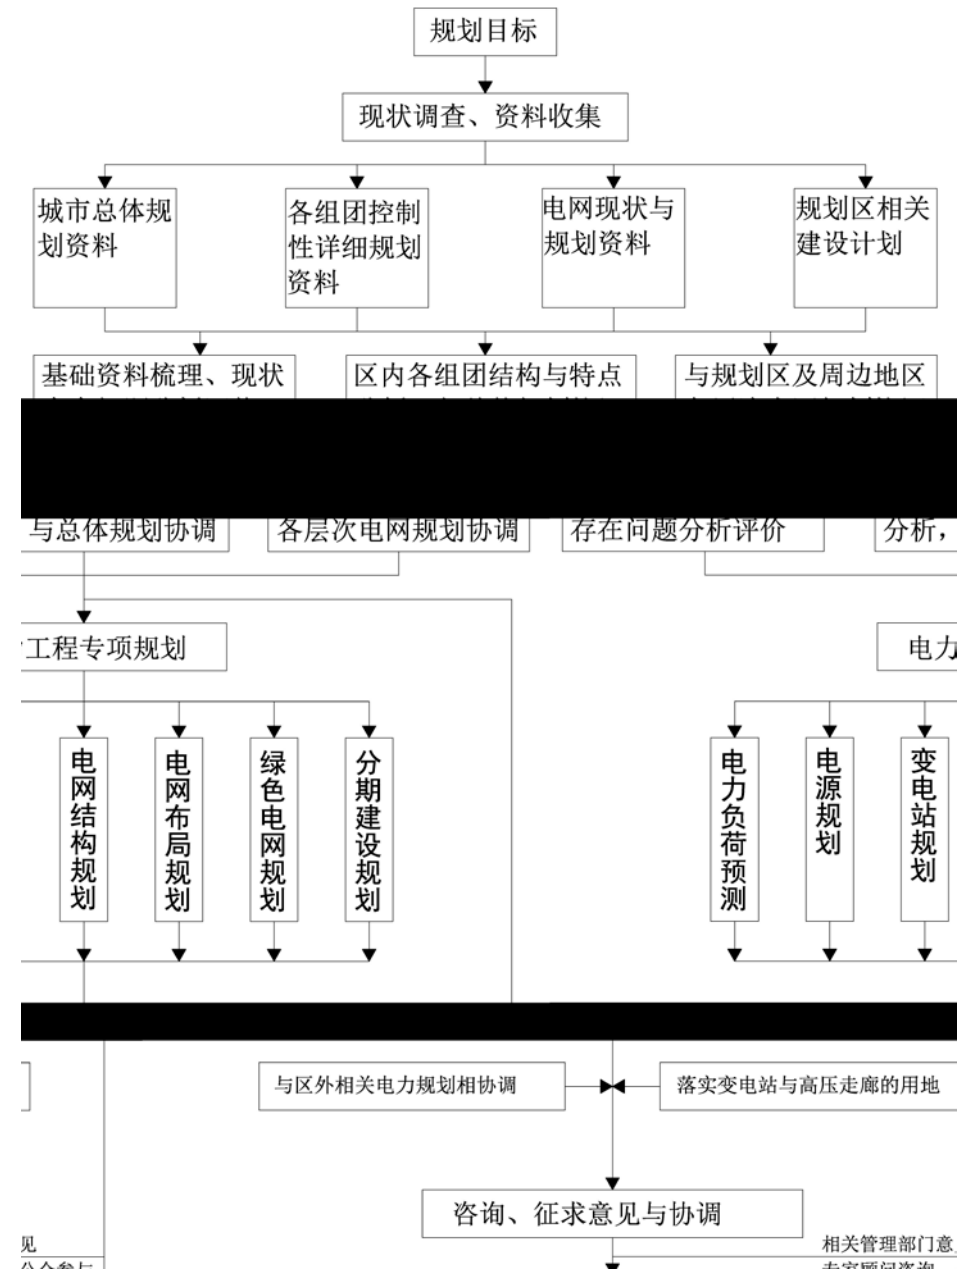 规划目标
现状调查、资料收集
城市总体规
划资料
各组团控制
性详细规划
资料
电网现状与
规划资料
规划区相关
建设计划
基础资料梳理、现状
区内各组团结构与特点
与规划区及周边地区
与总体规划协调
各层次电网规划协调
存在问题分析评价
分析，
工程专项规划
电力
电网结构规划
电网布局规划
绿色电网规划
分期建设规划
电力负荷预测
电源规划
变电站规划
与区外相关电力规划相协调
落实变电站与高压走廊的用地
咨询、征求意见与协调
见
相关管理部门意